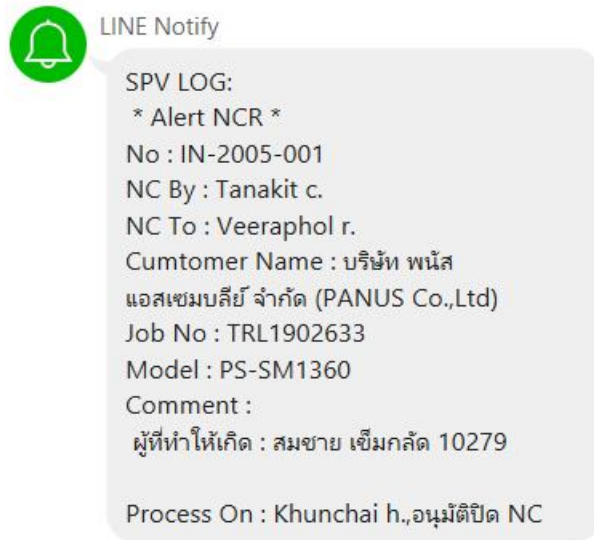 LINE Notify
SPV LOG:
* Alert NCR *
No : IN-2005-001
NC By : Tanakit c.
NC To : Veeraphol r.
Cumtomer Name : บริษัท พนัส
แอสเซมบลีย์ จำกัด (PANUS Co.,Ltd)
Job No : TRL1902633
Model : PS-SM1360
Comment :
ผู้ที่ทำให้เกิด : สมชาย เข็มกลัด 10279
Process On : Khunchai h.,อนุมัติปิด NC